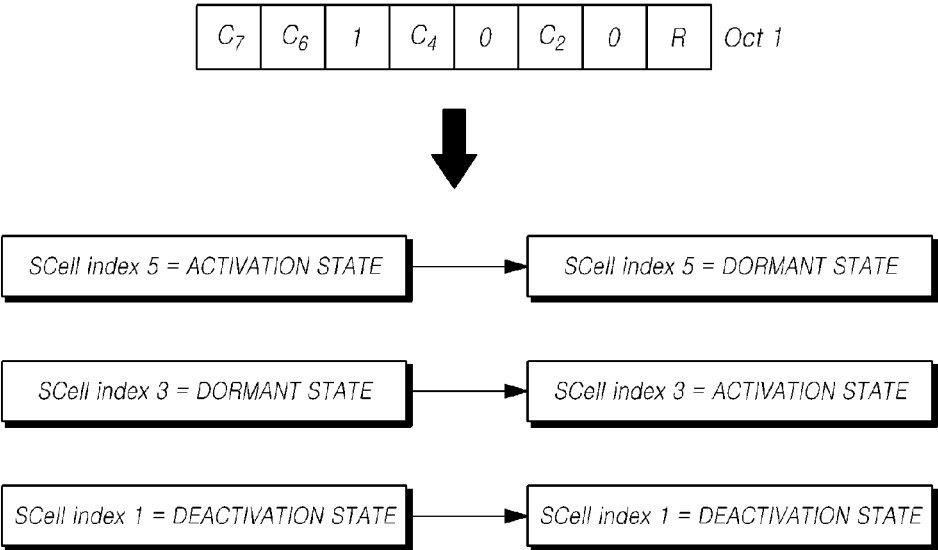 C₇ C₆ 1 C₄ 0 C₂ 0 R Oct 1
SCell index 5 = ACTIVATION STATE SCell index 5 = DORMANT STATE
SCell index 3 = DORMANT STATE SCell index 3 = ACTIVATION STATE
SCell index 1 = DEACTIVATION STATE SCell index 1 = DEACTIVATION STATE